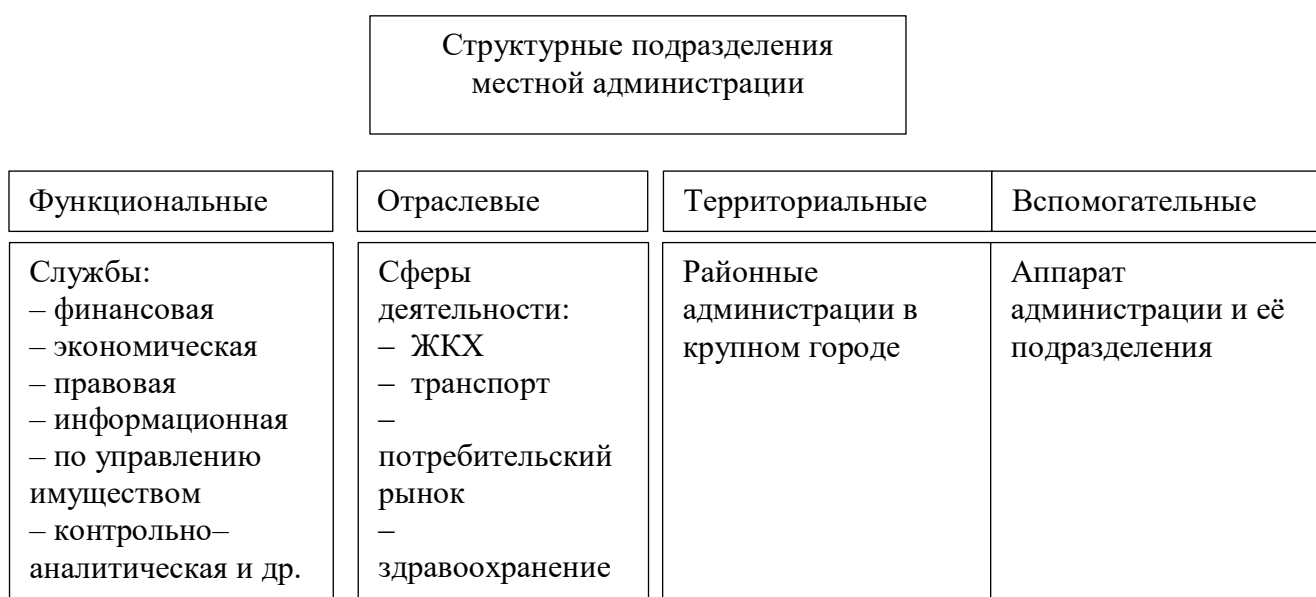 Структурные подразделения
местной администрации
Функциональные
Отраслевые
Территориальные
Вспомогательные
Службы:
– финансовая
– экономическая
– правовая
– информационная
– по управлению
имуществом
– контрольно–
аналитическая и др.
Сферы
деятельности:
– ЖКХ
– транспорт
–
потребительский
рынок
–
здравоохранение
Районные
администрации в
крупном городе
Аппарат
администрации и её
подразделения